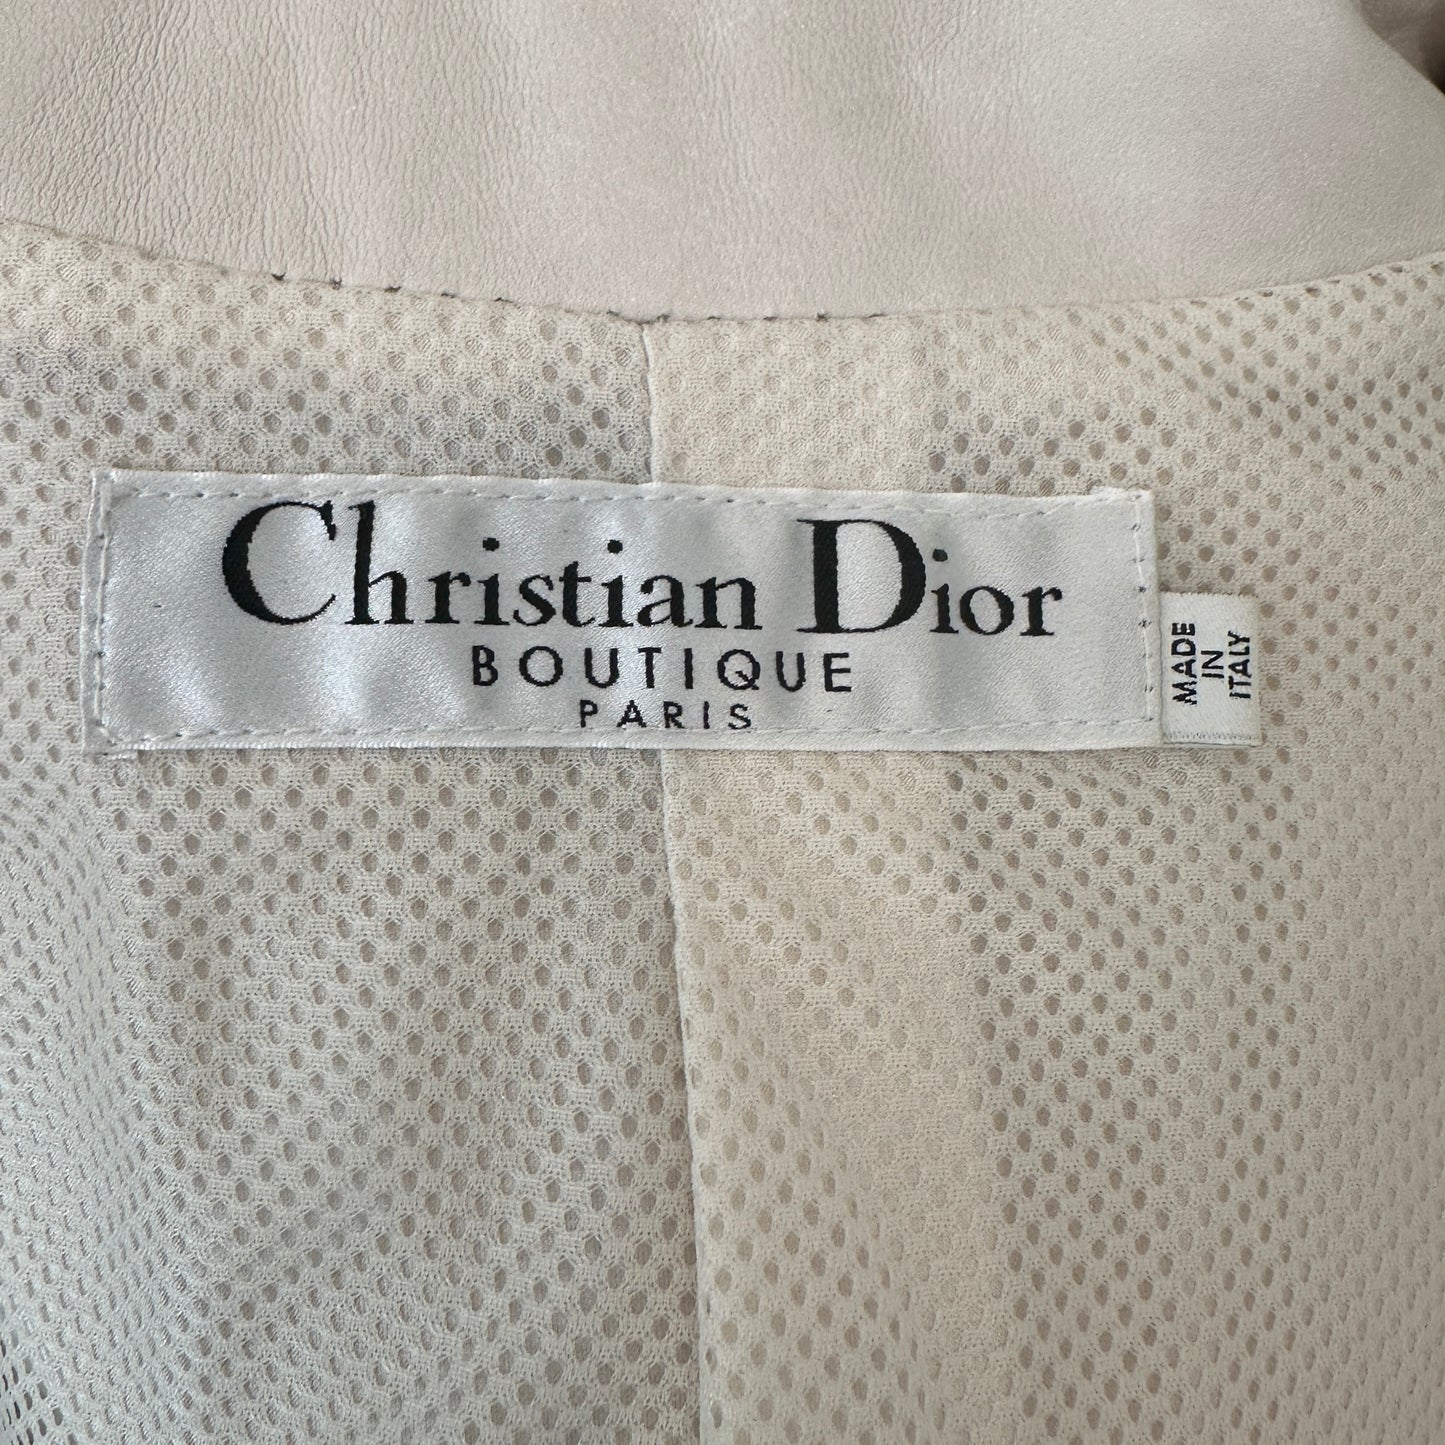 Christian Dior
BOUTIQUE
PARIS
MADE
IN
ITALY